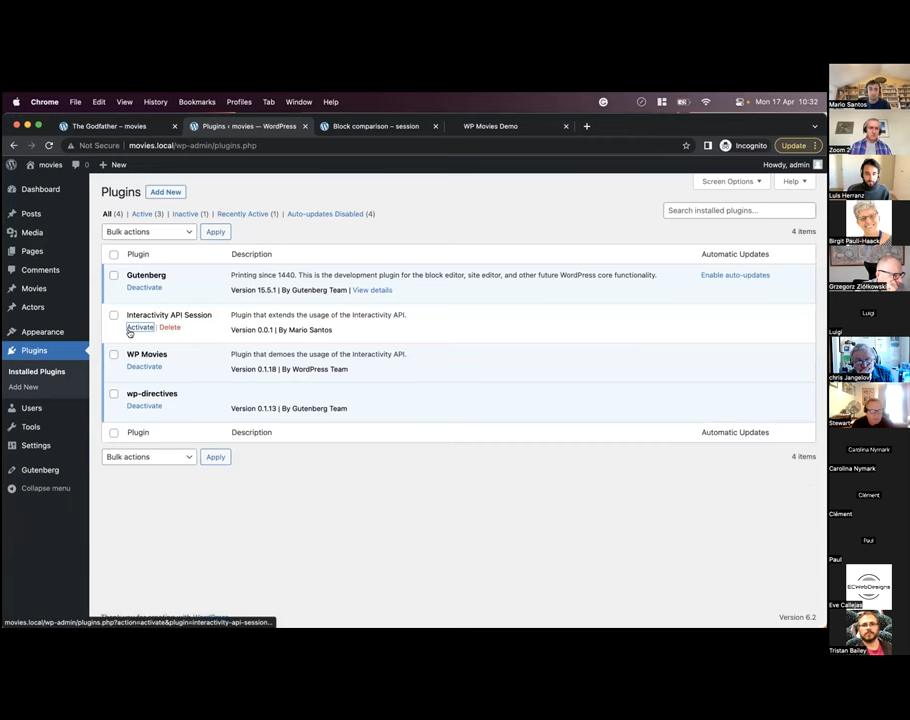 Chrome File Edit View History Bookmarks Profiles Tab Window Help Mon 17 Apr 10:32
The Godfather – movies Plugins ‹ movies — WordPress Block comparison – session WP Movies Demo
Not Secure movies.local/wp-admin/plugins.php Incognito Update
movies 0 New Howdy, admin
Dashboard
Posts
Media
Pages
Comments
Movies
Actors
Appearance
Plugins
Installed Plugins
Add New
Users
Tools
Settings
Gutenberg
Collapse menu
Screen Options Help
Plugins Add New
All (4) | Active (3) | Inactive (1) | Recently Active (1) | Auto-updates Disabled (4)
Search installed plugins...
Bulk actions Apply 4 items
Plugin Description Automatic Updates
Gutenberg Printing since 1440. This is the development plugin for the block editor, site editor, and other future WordPress core functionality. Enable auto-updates
Deactivate Version 15.5.1 | By Gutenberg Team | View details
Interactivity API Session Plugin that extends the usage of the Interactivity API.
Activate | Delete Version 0.0.1 | By Mario Santos
WP Movies Plugin that demoes the usage of the Interactivity API.
Deactivate Version 0.1.18 | By WordPress Team
wp-directives
Deactivate Version 0.1.13 | By Gutenberg Team
Plugin Description Automatic Updates
Bulk actions Apply 4 items
Version 6.2
movies.local/wp-admin/plugins.php?action=activate&plugin=interactivity-api-session...
Mario Santos
Zoom 2
Luis Herranz
Birgit Pauli-Haack
Grzegorz Ziółkowski
Luigi
Luigi
chris Jangelov
Stewart
Carolina Nymark
Carolina Nymark
Clément
Clément
Paul
Paul
ECWebDesigns
Eve Callejas
Tristan Bailey